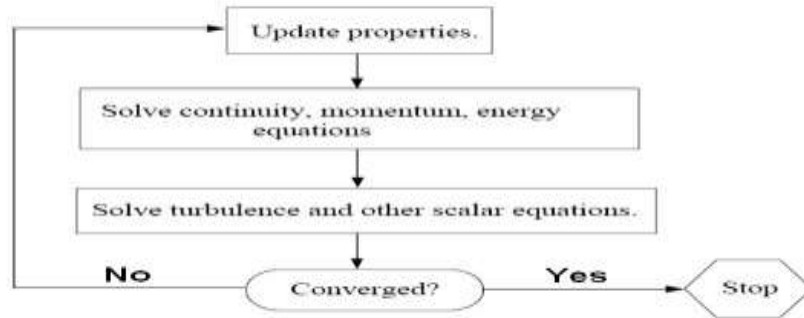 Update properties.
Solve continuity, momentum, energy
equations
Solve turbulence and other scalar equations.
No
Converged?
Yes
Stop